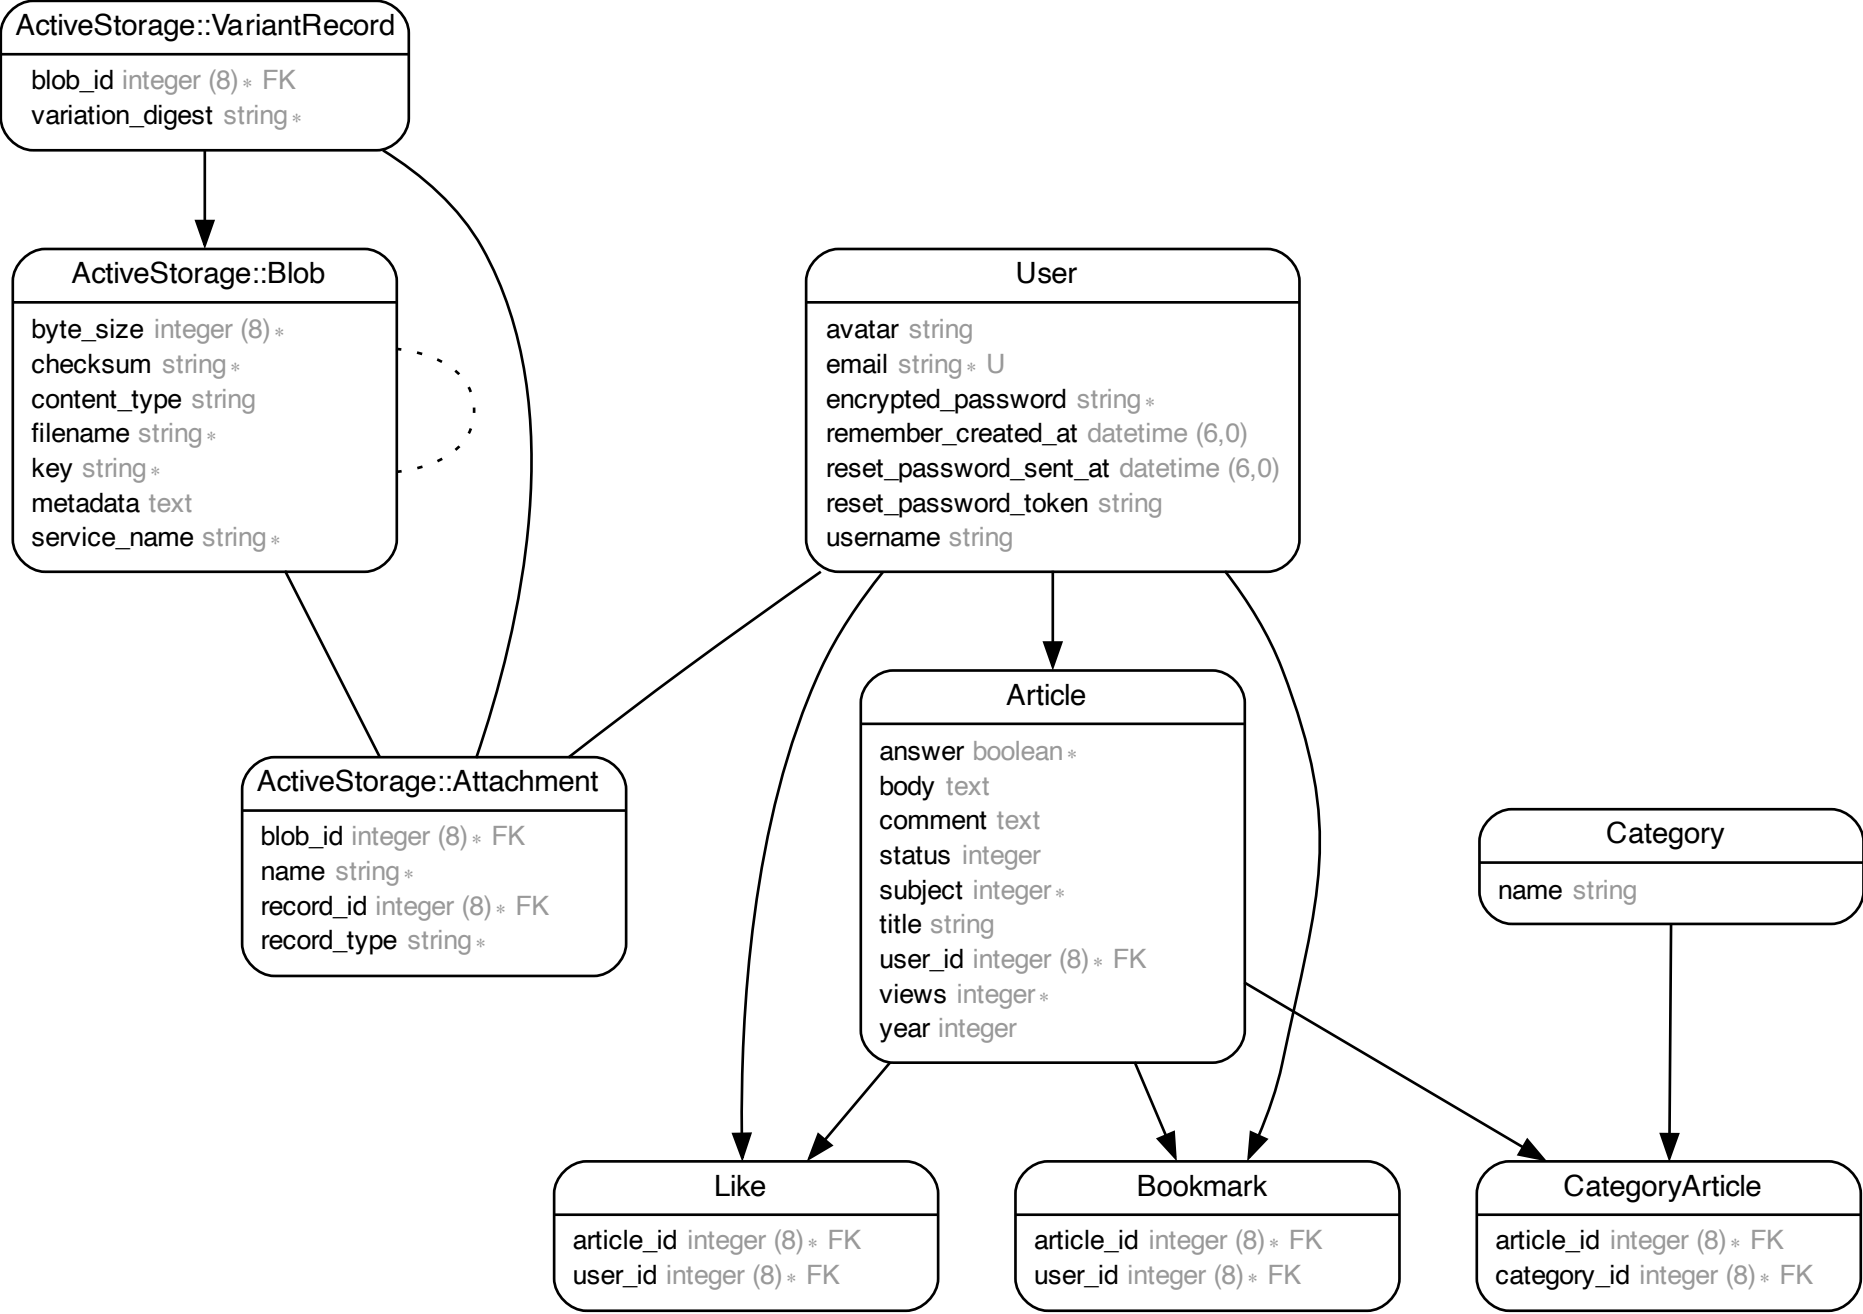 ActiveStorage::VariantRecord
blob_id integer (8)∗ FK
variation_digest string∗
ActiveStorage::Blob
byte_size integer (8)∗
checksum string∗
content_type string
filename string∗
key string∗
metadata text
service_name string∗
User
avatar string
email string∗ U
encrypted_password string∗
remember_created_at datetime (6,0)
reset_password_sent_at datetime (6,0)
reset_password_token string
username string
ActiveStorage::Attachment
blob_id integer (8)∗ FK
name string∗
record_id integer (8)∗ FK
record_type string∗
Article
answer boolean∗
body text
comment text
status integer
subject integer∗
title string
user_id integer (8)∗ FK
views integer∗
year integer
Category
name string
Like
article_id integer (8)∗ FK
user_id integer (8)∗ FK
Bookmark
article_id integer (8)∗ FK
user_id integer (8)∗ FK
CategoryArticle
article_id integer (8)∗ FK
category_id integer (8)∗ FK